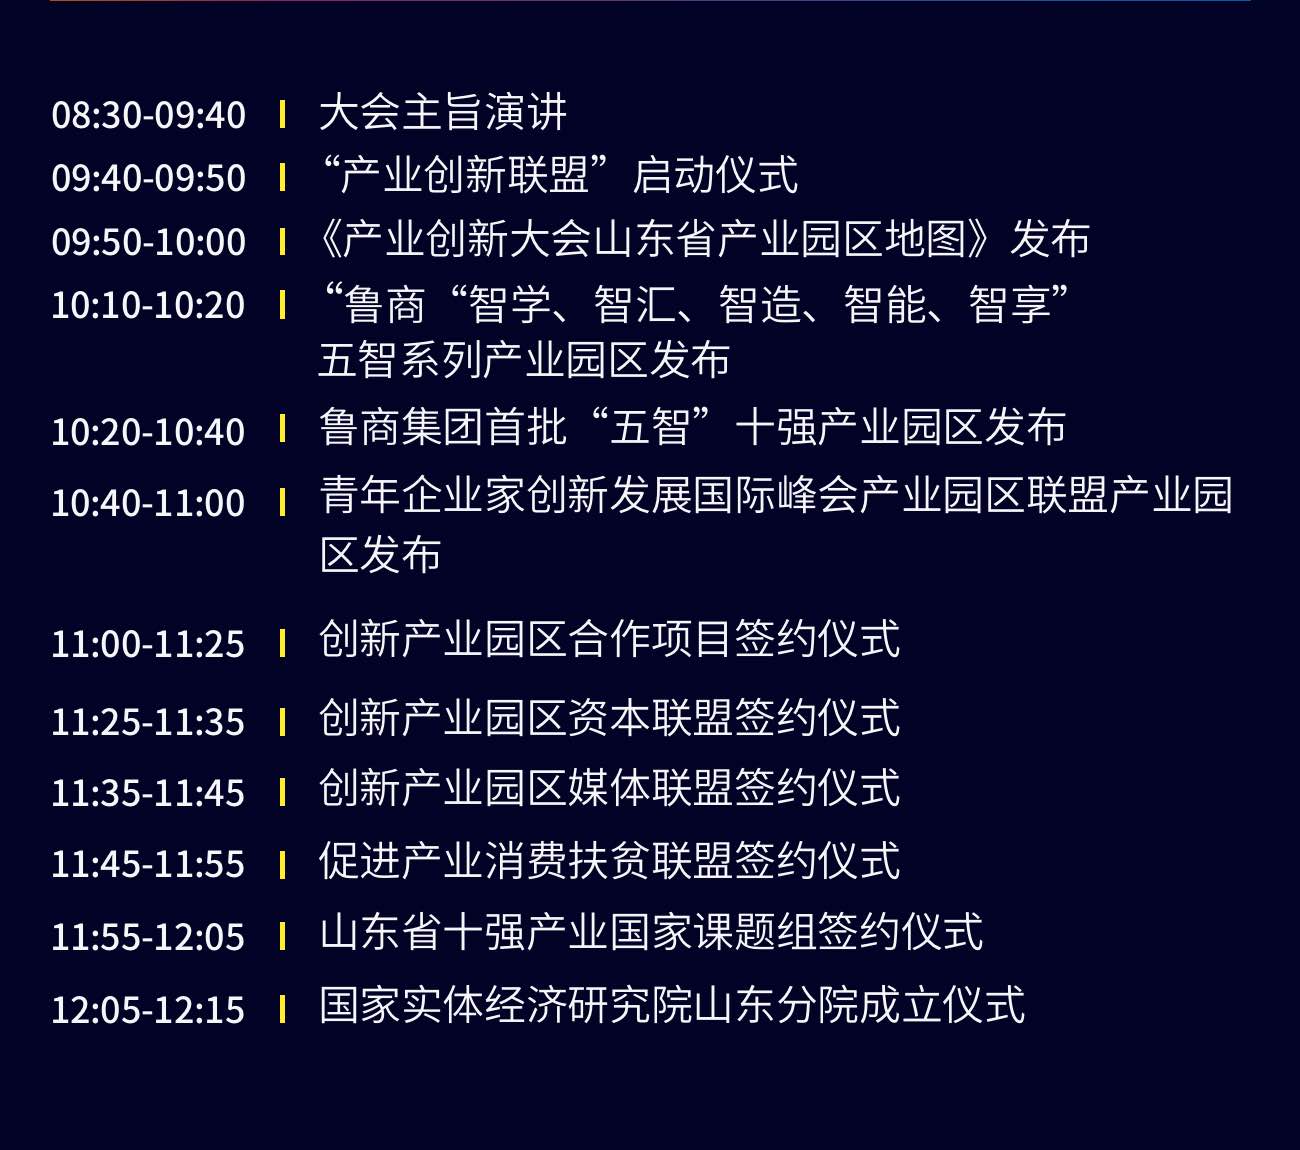 08:30-09:40 大会主旨演讲
09:40-09:50 “产业创新联盟”启动仪式
09:50-10:00 《产业创新大会山东省产业园区地图》发布
10:10-10:20 “鲁商“智学、智汇、智造、智能、智享”
五智系列产业园区发布
10:20-10:40 鲁商集团首批“五智”十强产业园区发布
10:40-11:00 青年企业家创新发展国际峰会产业园区联盟产业园
区发布
11:00-11:25 创新产业园区合作项目签约仪式
11:25-11:35 创新产业园区资本联盟签约仪式
11:35-11:45 创新产业园区媒体联盟签约仪式
11:45-11:55 促进产业消费扶贫联盟签约仪式
11:55-12:05 山东省十强产业国家课题组签约仪式
12:05-12:15 国家实体经济研究院山东分院成立仪式